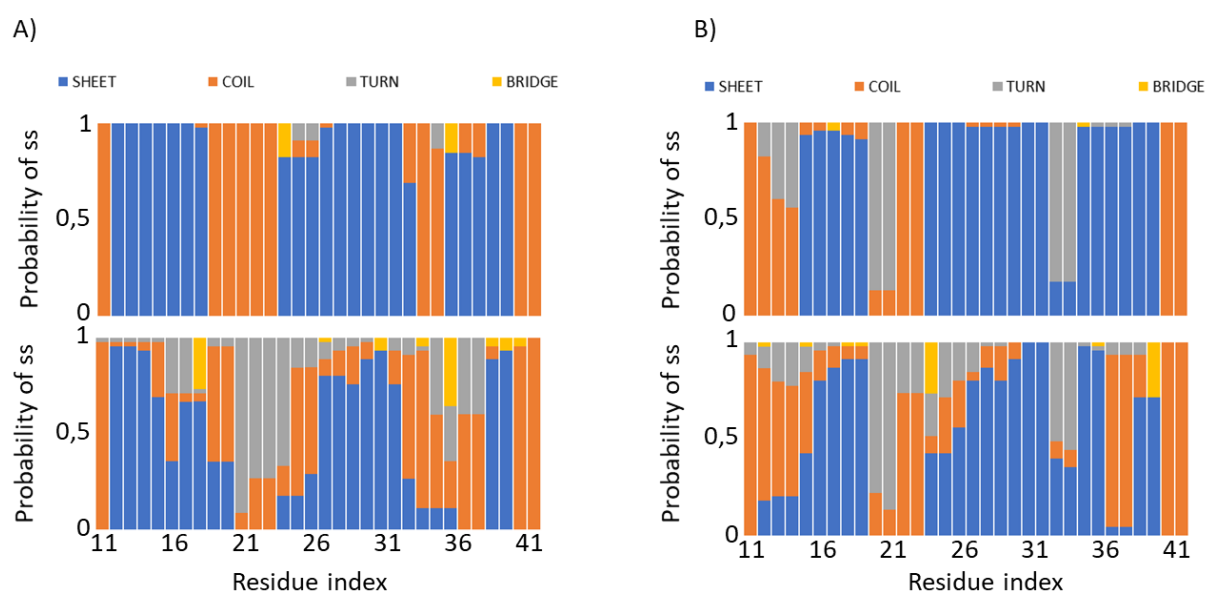 A)
SHEET COIL TURN BRIDGE
Probability of ss
1
0,5
0
Probability of ss
1
0,5
0
11 16 21 26 31 36 41
Residue index
B)
SHEET COIL TURN BRIDGE
Probability of ss
1
0,5
0
Probability of ss
1
0,5
0
11 16 21 26 31 36 41
Residue index